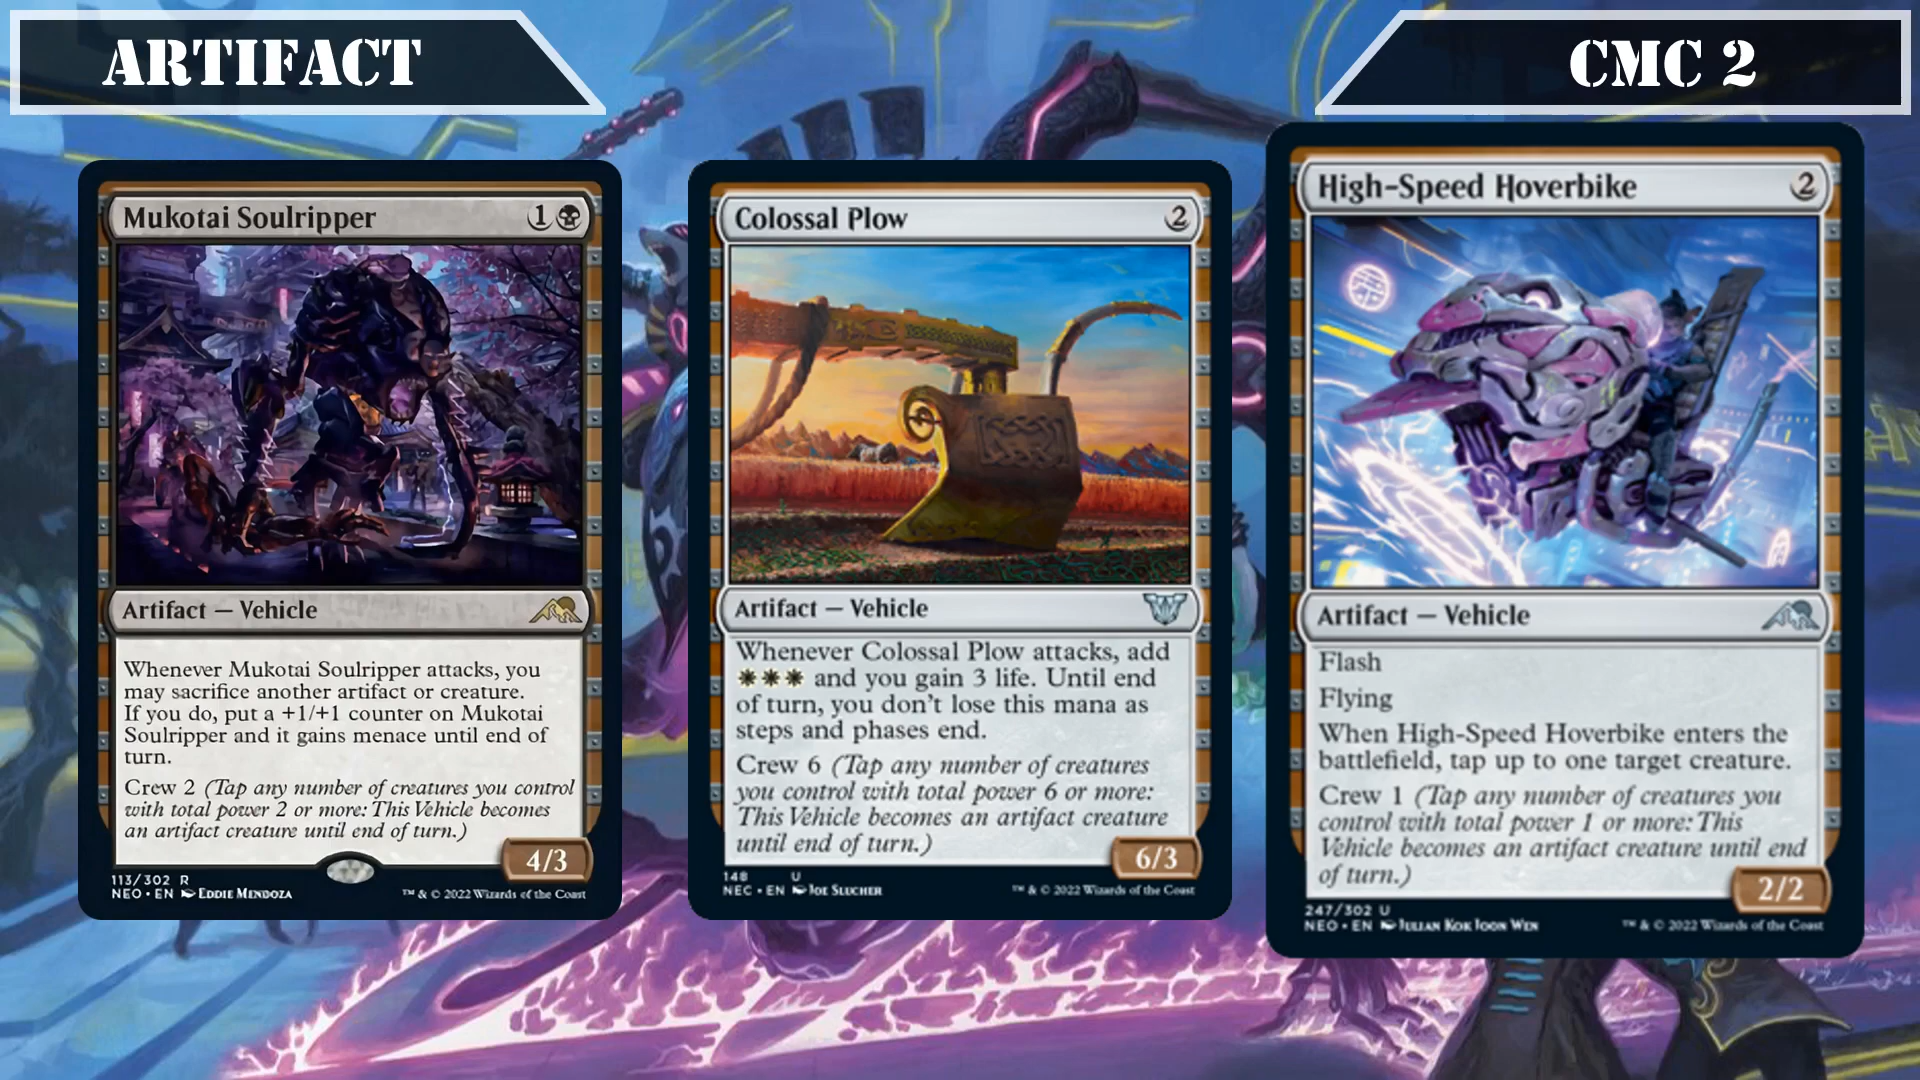 ARTIFACT
CMC 2
Mukotai Soulripper 1
Artifact — Vehicle
Whenever Mukotai Soulripper attacks, you
may sacrifice another artifact or creature.
If you do, put a +1/+1 counter on Mukotai
Soulripper and it gains menace until end of
turn.
Crew 2 (Tap any number of creatures you control
with total power 2 or more: This Vehicle becomes
an artifact creature until end of turn.)
4/3
113/302 R
NEO • EN Eddie Mendoza
™ & © 2022 Wizards of the Coast
Colossal Plow 2
Artifact — Vehicle
Whenever Colossal Plow attacks, add
and you gain 3 life. Until end
of turn, you don't lose this mana as
steps and phases end.
Crew 6 (Tap any number of creatures
you control with total power 6 or more:
This Vehicle becomes an artifact creature
until end of turn.)
6/3
148 U
NEC • EN Joe Slucher
™ & © 2022 Wizards of the Coast
High-Speed Hoverbike 2
Artifact — Vehicle
Flash
Flying
When High-Speed Hoverbike enters the
battlefield, tap up to one target creature.
Crew 1 (Tap any number of creatures you
control with total power 1 or more: This
Vehicle becomes an artifact creature until end
of turn.)
2/2
247/302 U
NEO • EN Julian Kok Joon Wen
™ & © 2022 Wizards of the Coast